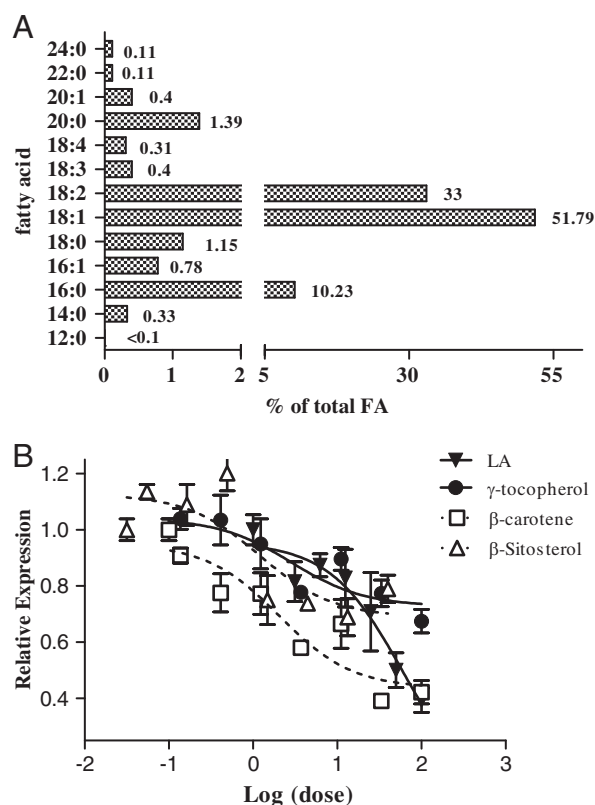 A
fatty acid
24:0 0.11
22:0 0.11
20:1 0.4
20:0 1.39
18:4 0.31
18:3 0.4
18:2 33
18:1 51.79
18:0 1.15
16:1 0.78
16:0 10.23
14:0 0.33
12:0 <0.1
0 1 2 5 30 55
% of total FA
B
LA
γ-tocopherol
β-carotene
β-Sitosterol
Relative Expression
1.2
1.0
0.8
0.6
0.4
-2 -1 0 1 2 3
Log (dose)